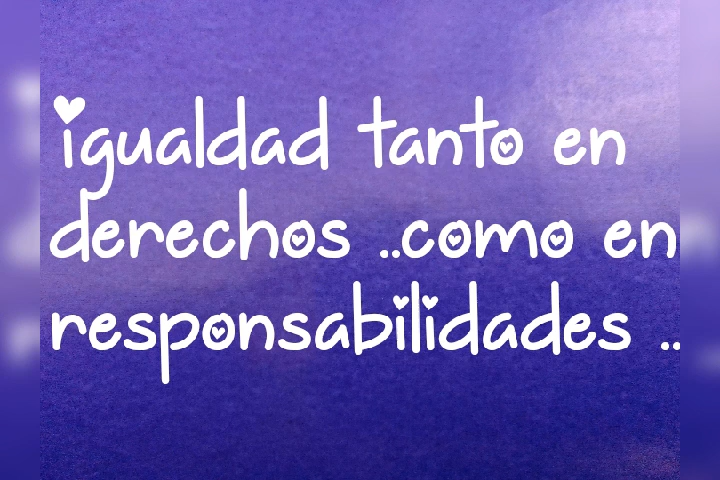 Igualdad tanto en
derechos ..como en
responsabilidades ..